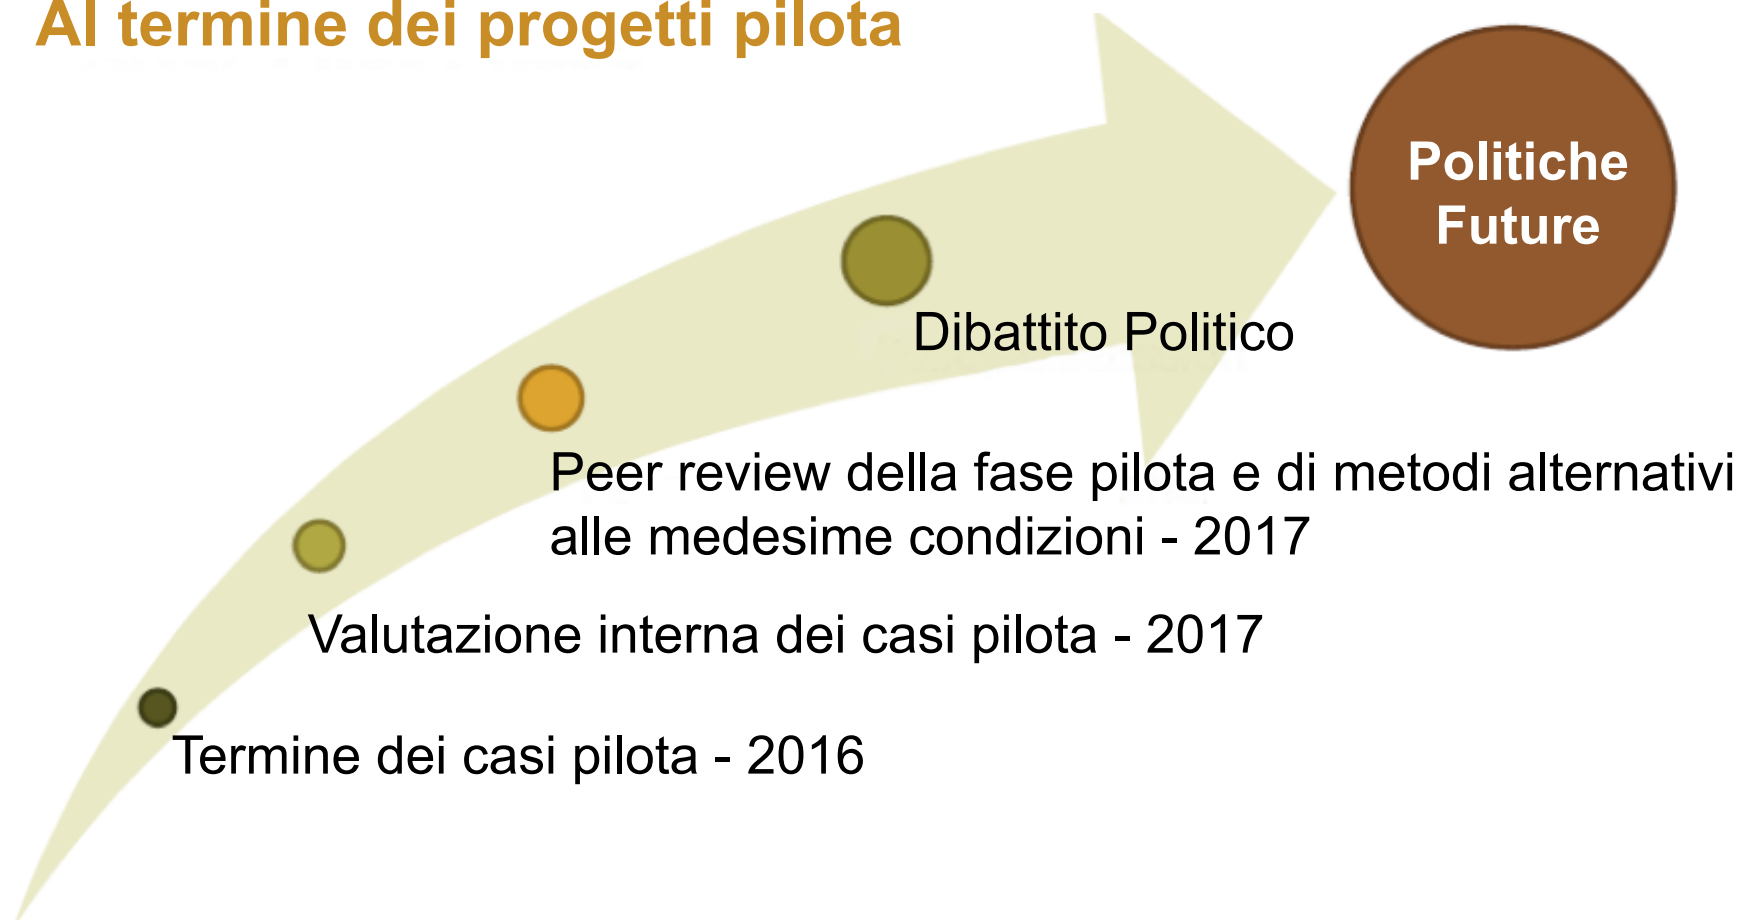 Al termine dei progetti pilota
Politiche
Future
Dibattito Politico
Peer review della fase pilota e di metodi alternativi
alle medesime condizioni - 2017
Valutazione interna dei casi pilota - 2017
Termine dei casi pilota - 2016